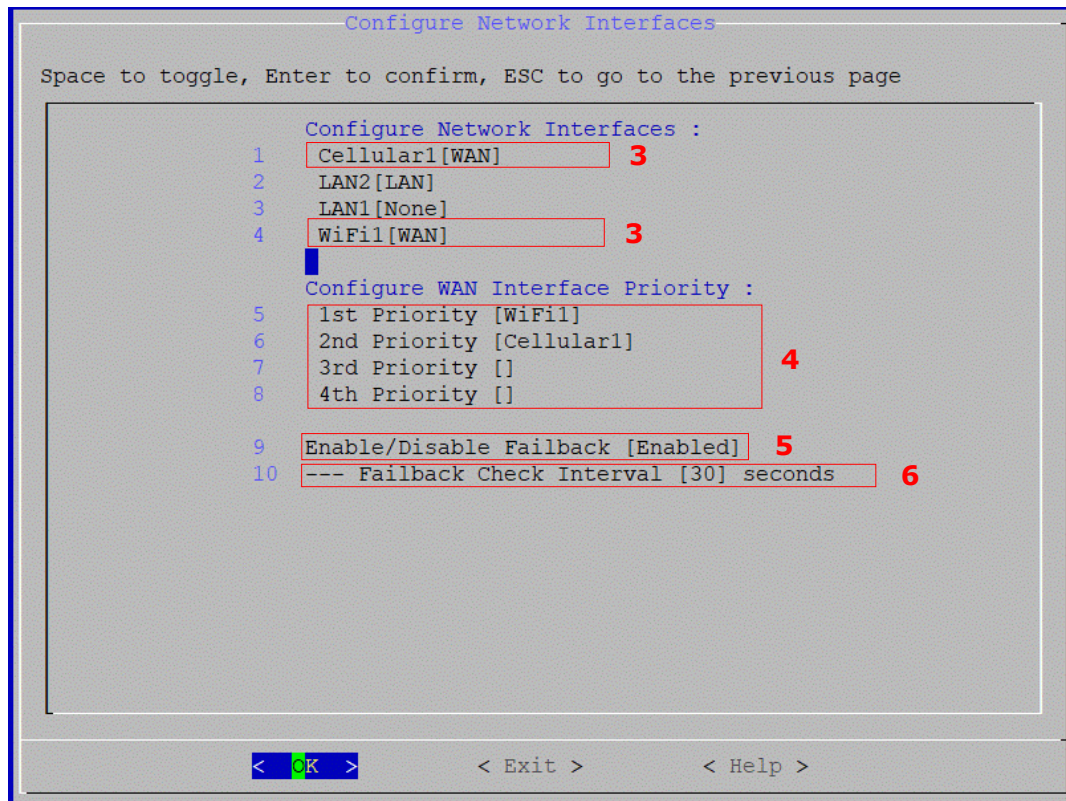 Configure Network Interfaces
Space to toggle, Enter to confirm, ESC to go to the previous page
Configure Network Interfaces :
1 Cellular1[WAN] 3
2 LAN2[LAN]
3 LAN1[None]
4 WiFi1[WAN] 3
Configure WAN Interface Priority :
5 1st Priority [WiFi1]
6 2nd Priority [Cellular1]
4
7 3rd Priority []
8 4th Priority []
9 Enable/Disable Failback [Enabled] 5
10 --- Failback Check Interval [30] seconds 6
< OK > < Exit > < Help >